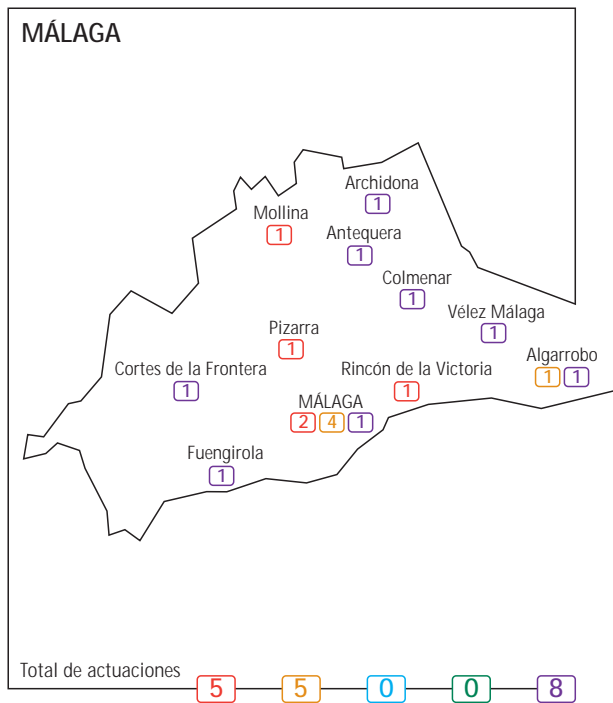 MÁLAGA
Archidona
1
Mollina
1
Antequera
1
Colmenar
1
Vélez Málaga
1
Pizarra
1
Algarrobo
1 1
Cortes de la Frontera
1
Rincón de la Victoria
1
MÁLAGA
2 4 1
Fuengirola
1
Total de actuaciones
5 5 0 0 8